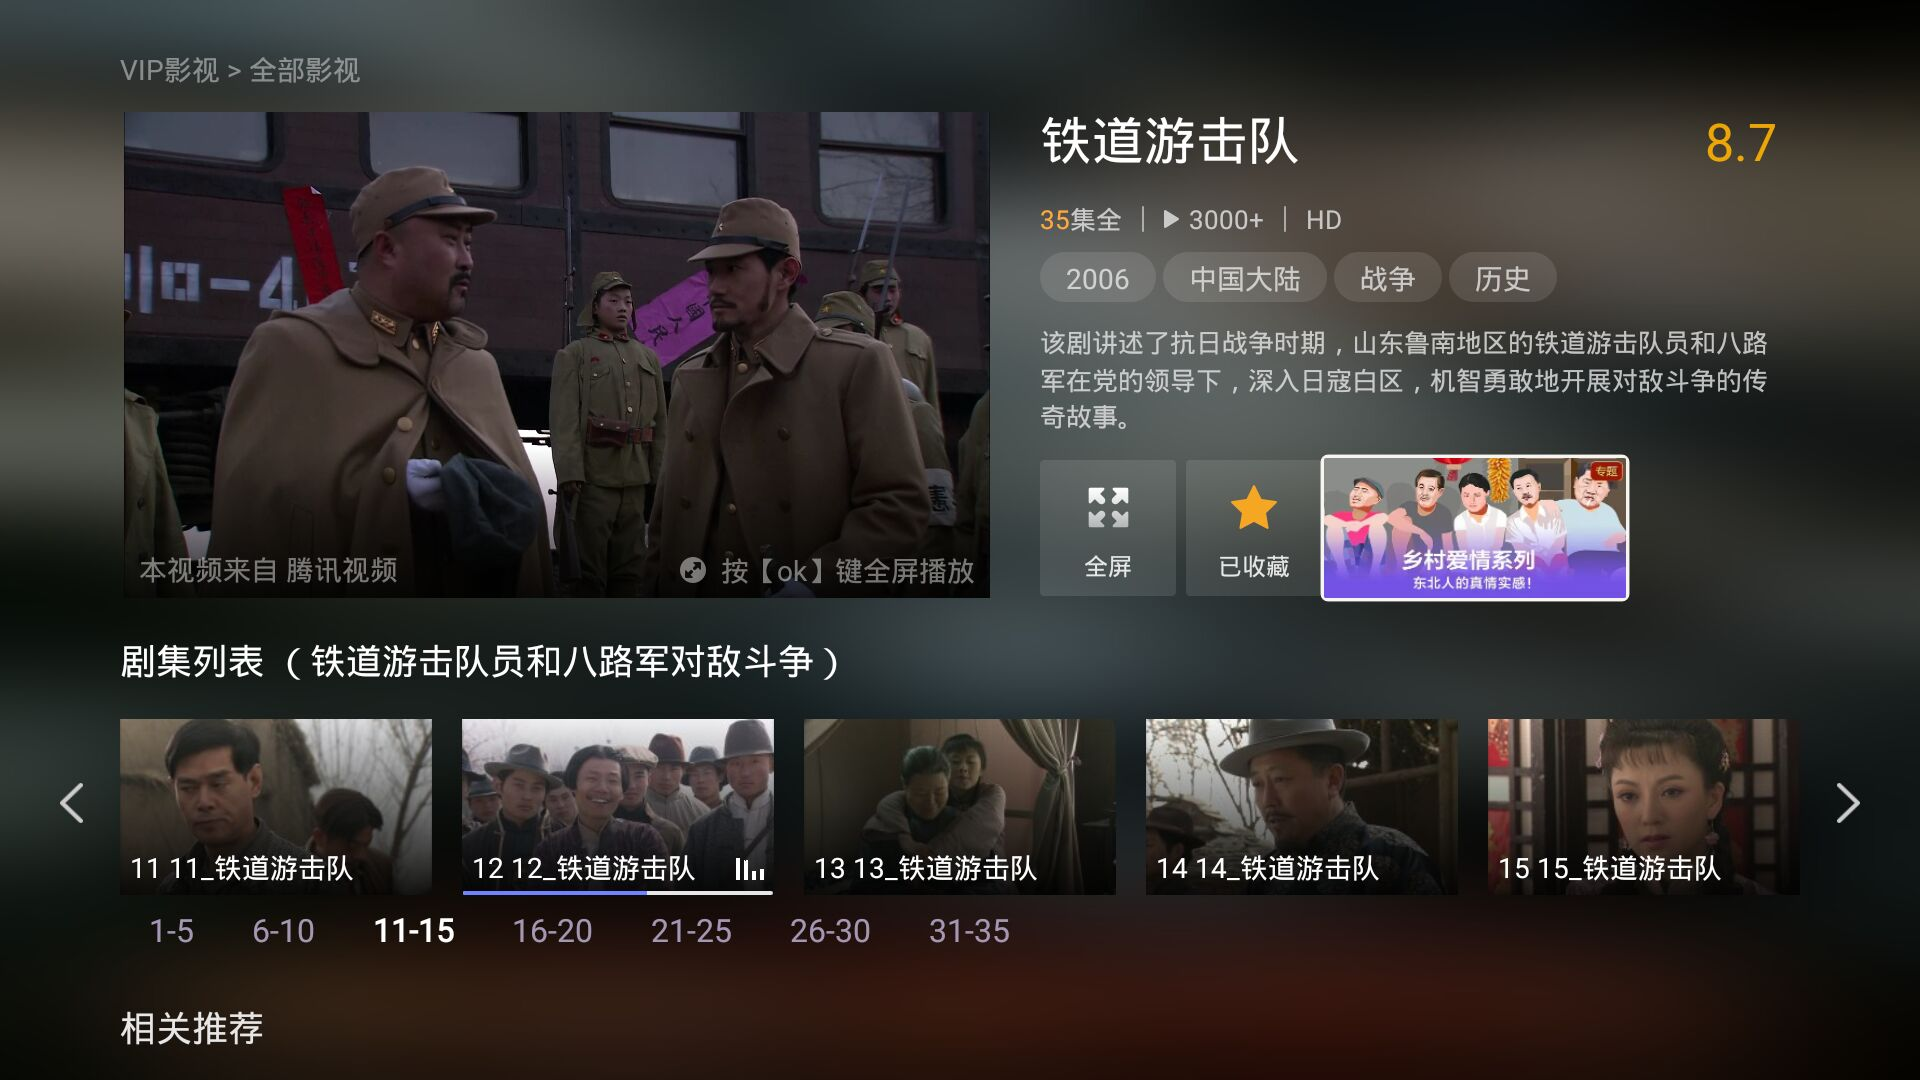 VIP影视 > 全部影视
本视频来自 腾讯视频
按【ok】键全屏播放
铁道游击队
8.7
35集全 | 3000+ | HD
2006 中国大陆 战争 历史
该剧讲述了抗日战争时期，山东鲁南地区的铁道游击队员和八路
军在党的领导下，深入日寇白区，机智勇敢地开展对敌斗争的传
奇故事。
全屏
已收藏
专题
乡村爱情系列
东北人的真情实感！
剧集列表 （铁道游击队员和八路军对敌斗争）
11 11_铁道游击队
12 12_铁道游击队
13 13_铁道游击队
14 14_铁道游击队
15 15_铁道游击队
1-5 6-10 11-15 16-20 21-25 26-30 31-35
相关推荐